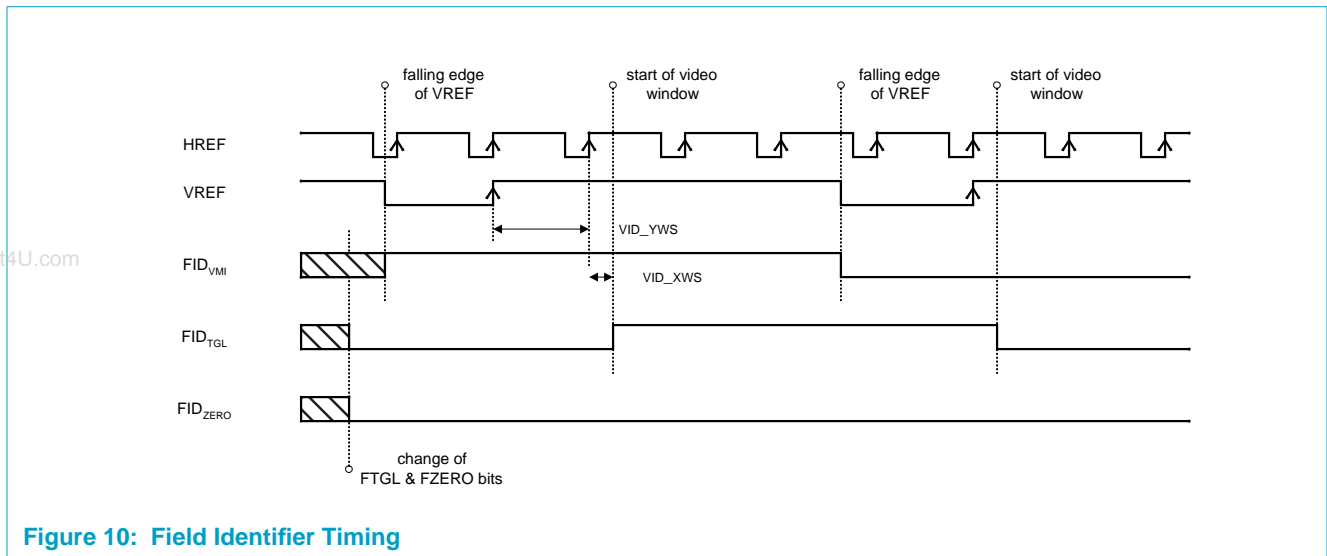 falling edge
of VREF
start of video
window
falling edge
of VREF
start of video
window
HREF
VREF
VID_YWS
t4U.com
FIDVMI
VID_XWS
FIDTGL
FIDZERO
change of
FTGL & FZERO bits
Figure 10: Field Identifier Timing